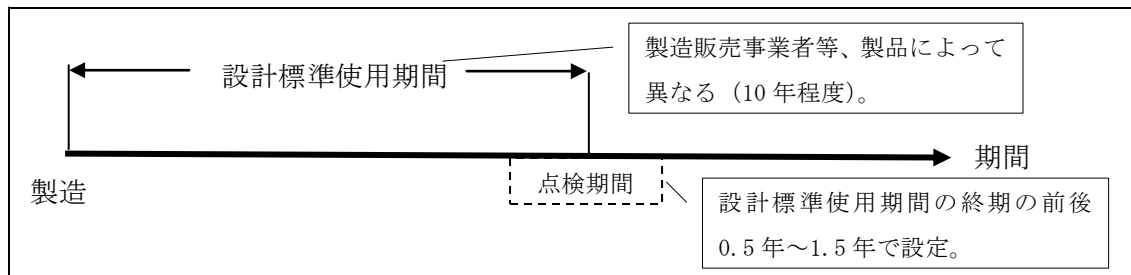 製造販売事業者等、製品によって
異なる（10 年程度）。
設計標準使用期間
期間
製造
点検期間
設計標準使用期間の終期の前後
0.5 年～1.5 年で設定。